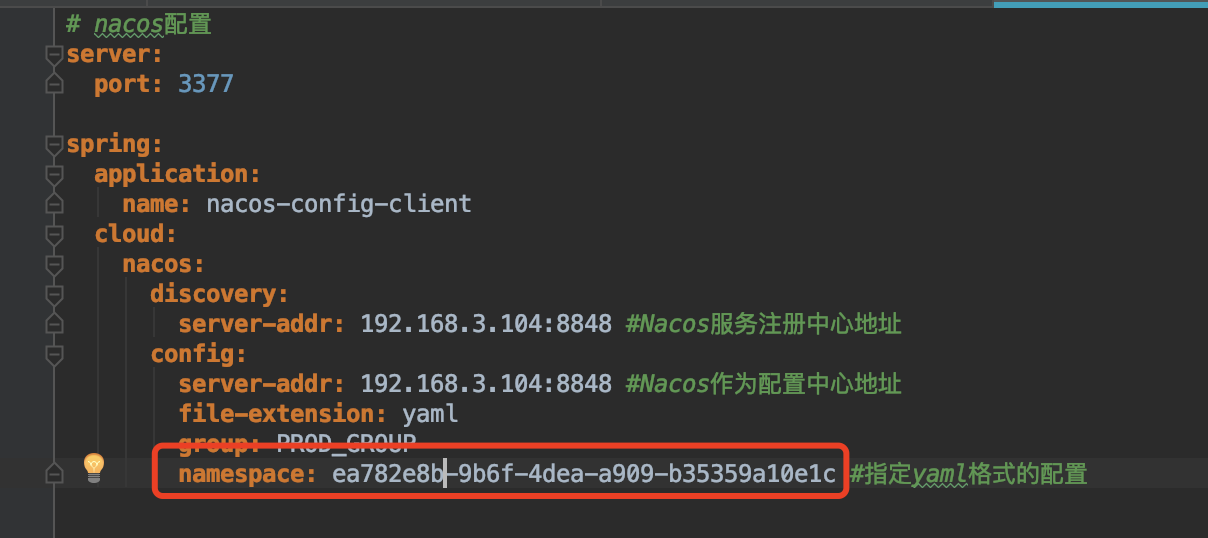 # nacos配置
server:
  port: 3377
spring:
  application:
    name: nacos-config-client
  cloud:
    nacos:
      discovery:
        server-addr: 192.168.3.104:8848 #Nacos服务注册中心地址
      config:
        server-addr: 192.168.3.104:8848 #Nacos作为配置中心地址
        file-extension: yaml
        group: PROD_GROUP
        namespace: ea782e8b-9b6f-4dea-a909-b35359a10e1c #指定yaml格式的配置